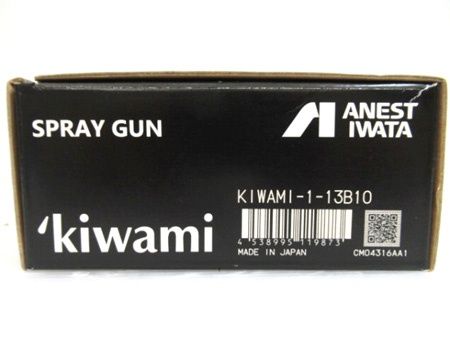 SPRAY GUN
ANEST
IWATA
KIWAMI-1-13B10
‘kiwami
4 538995 119873
MADE IN JAPAN
CM04316AA1